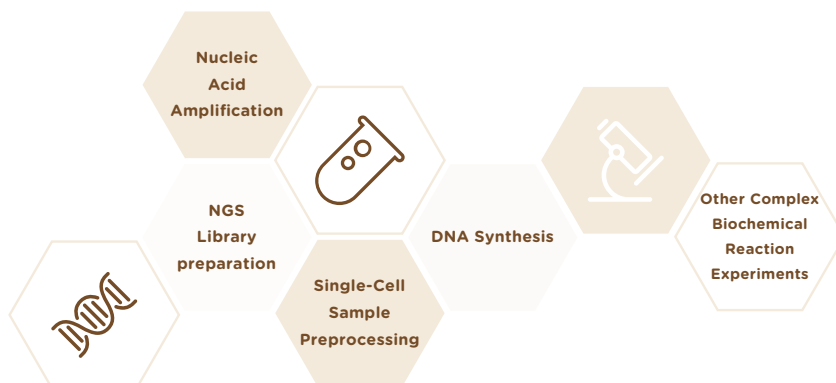 Nucleic
Acid
Amplification
NGS
Library
preparation
Single-Cell
Sample
Preprocessing
DNA Synthesis
Other Complex
Biochemical
Reaction
Experiments